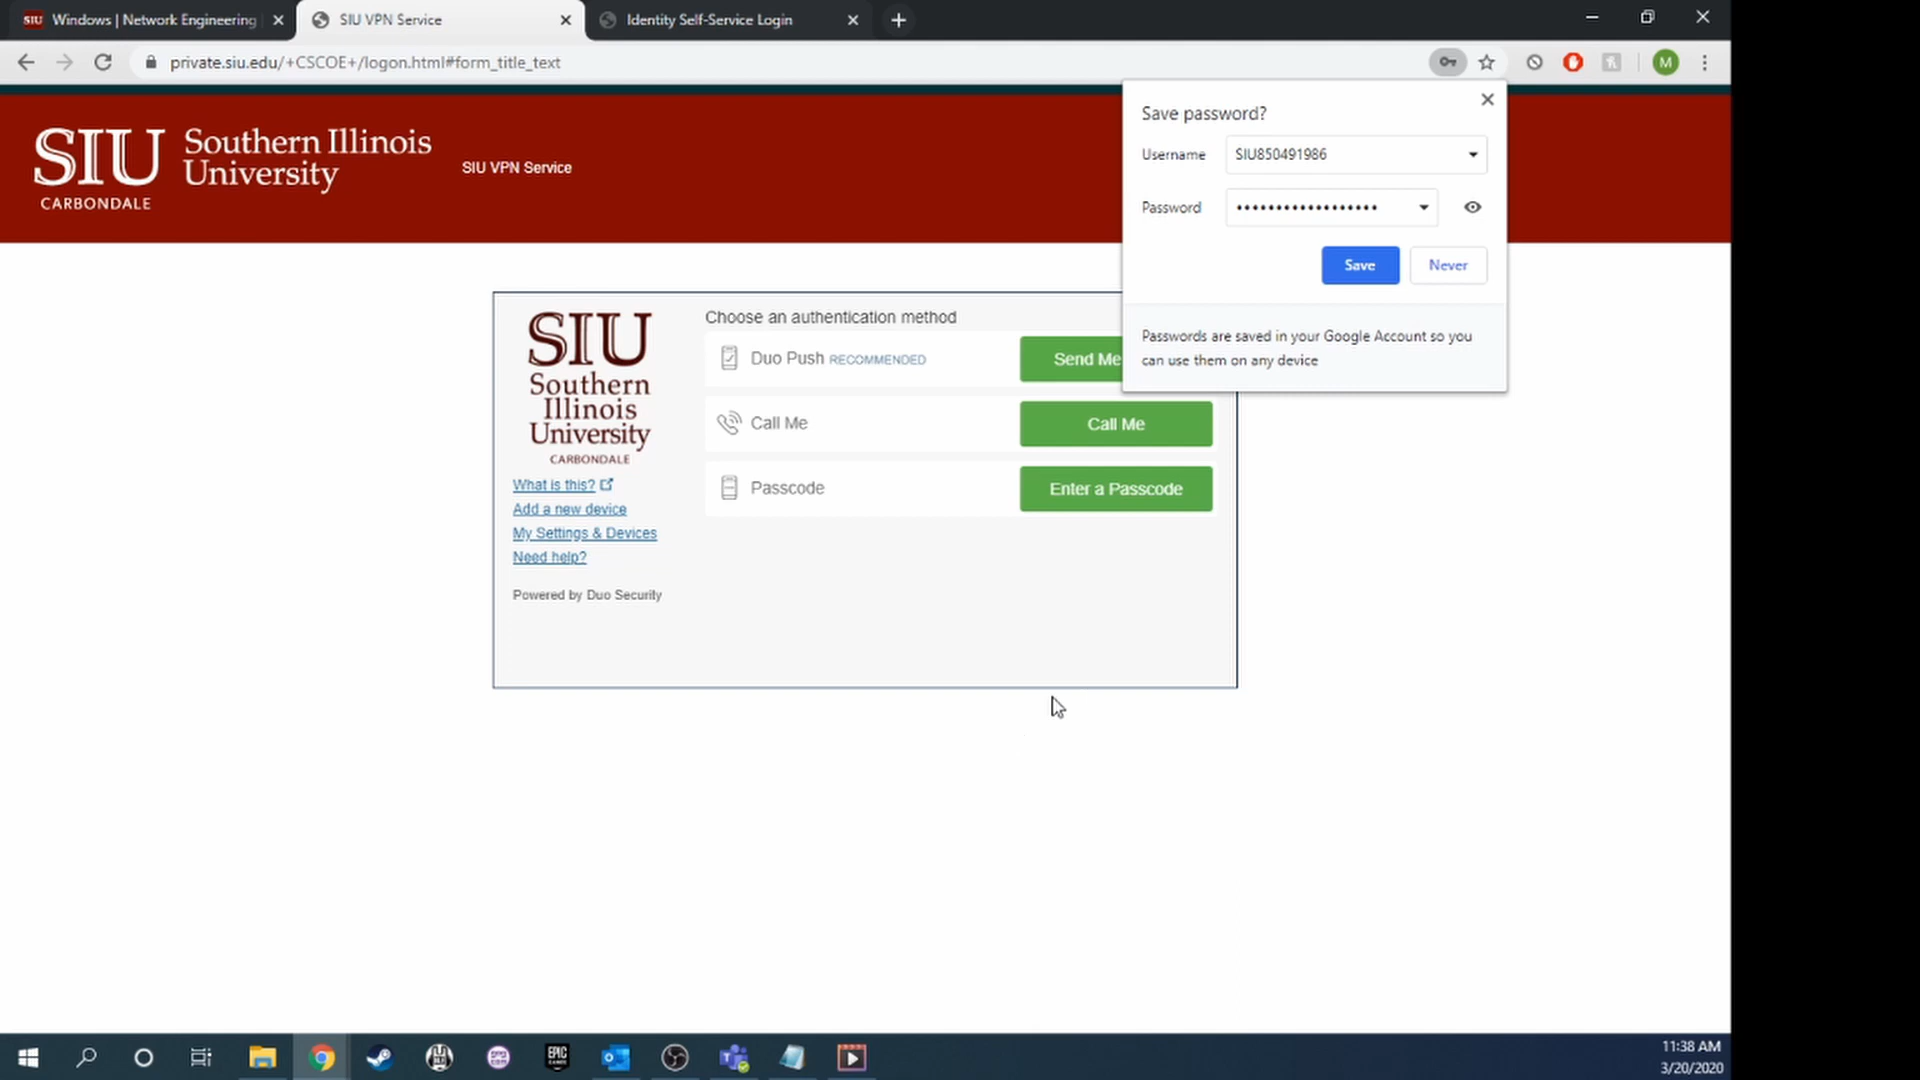 SIU Windows | Network Engineering
SIU VPN Service
Identity Self-Service Login
private.siu.edu/+CSCOE+/logon.html#form_title_text
M
SIU
CARBONDALE
Southern Illinois
University
SIU VPN Service
Save password?
Username SIU850491986
Password ••••••••••••••••••
Save Never
Passwords are saved in your Google Account so you
can use them on any device
SIU
Southern
Illinois
University
CARBONDALE
What is this?
Add a new device
My Settings & Devices
Need help?
Powered by Duo Security
Choose an authentication method
Duo Push RECOMMENDED Send Me
Call Me Call Me
Passcode Enter a Passcode
EPIC
GAMES
11:38 AM
3/20/2020